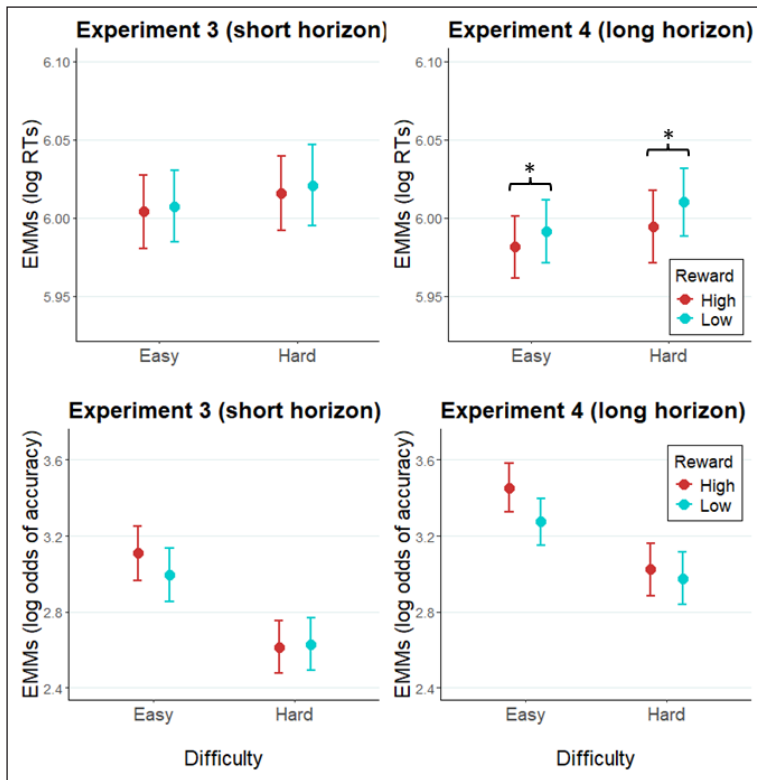 Experiment 3 (short horizon)
EMMs (log RTs)
6.10
6.05
6.00
5.95
Easy
Hard
Experiment 4 (long horizon)
EMMs (log RTs)
6.10
6.05
6.00
5.95
*
*
Reward
High
Low
Easy
Hard
Experiment 3 (short horizon)
EMMs (log odds of accuracy)
3.6
3.2
2.8
2.4
Easy
Hard
Difficulty
Experiment 4 (long horizon)
EMMs (log odds of accuracy)
3.6
3.2
2.8
2.4
Reward
High
Low
Easy
Hard
Difficulty